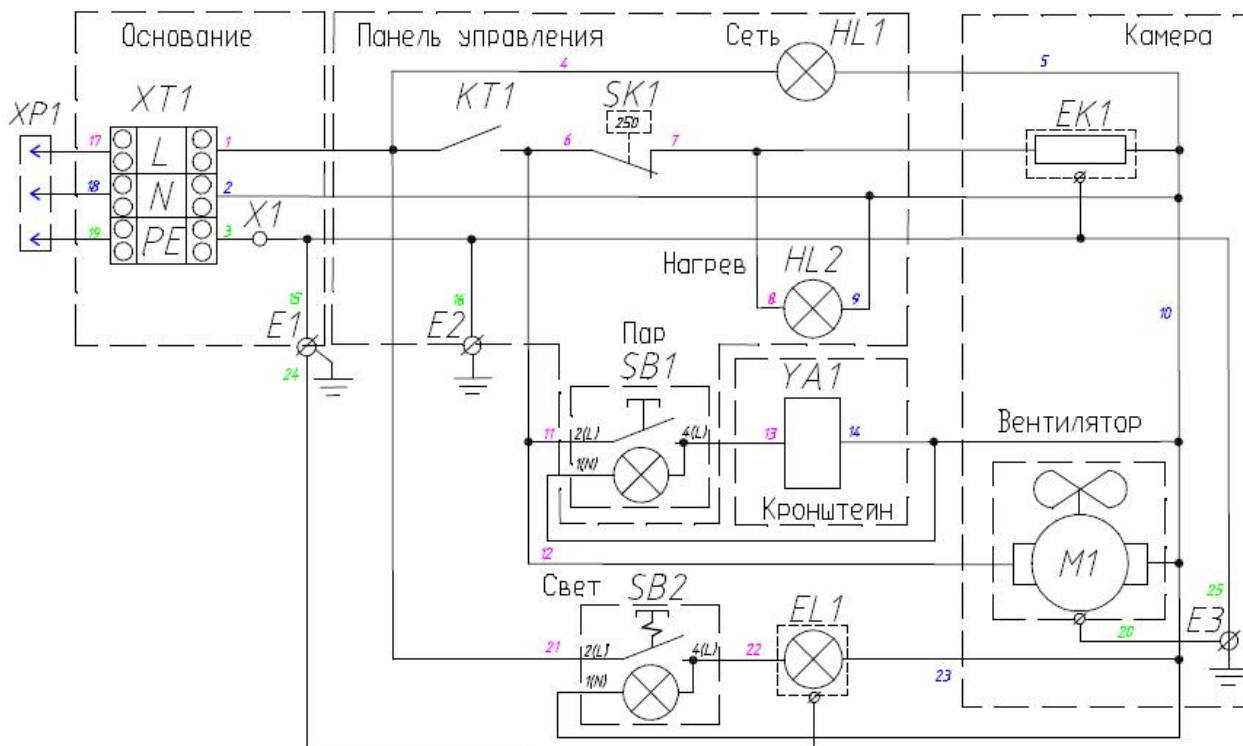 Основание
Панель управления
Сеть
HL1
Камера
XP1
XT1
4
5
KT1
SK1
250
EK1
17
L
1
6
7
18
N
2
19
PE
3
X1
Нагрев
HL2
8
9
10
15
16
E1
E2
24
Пар
SB1
YA1
Вентилятор
11
2(L)
4(L)
13
14
1(N)
Кронштейн
12
M1
Свет
SB2
EL1
25
20
E3
21
2(L)
4(L)
22
23
1(N)